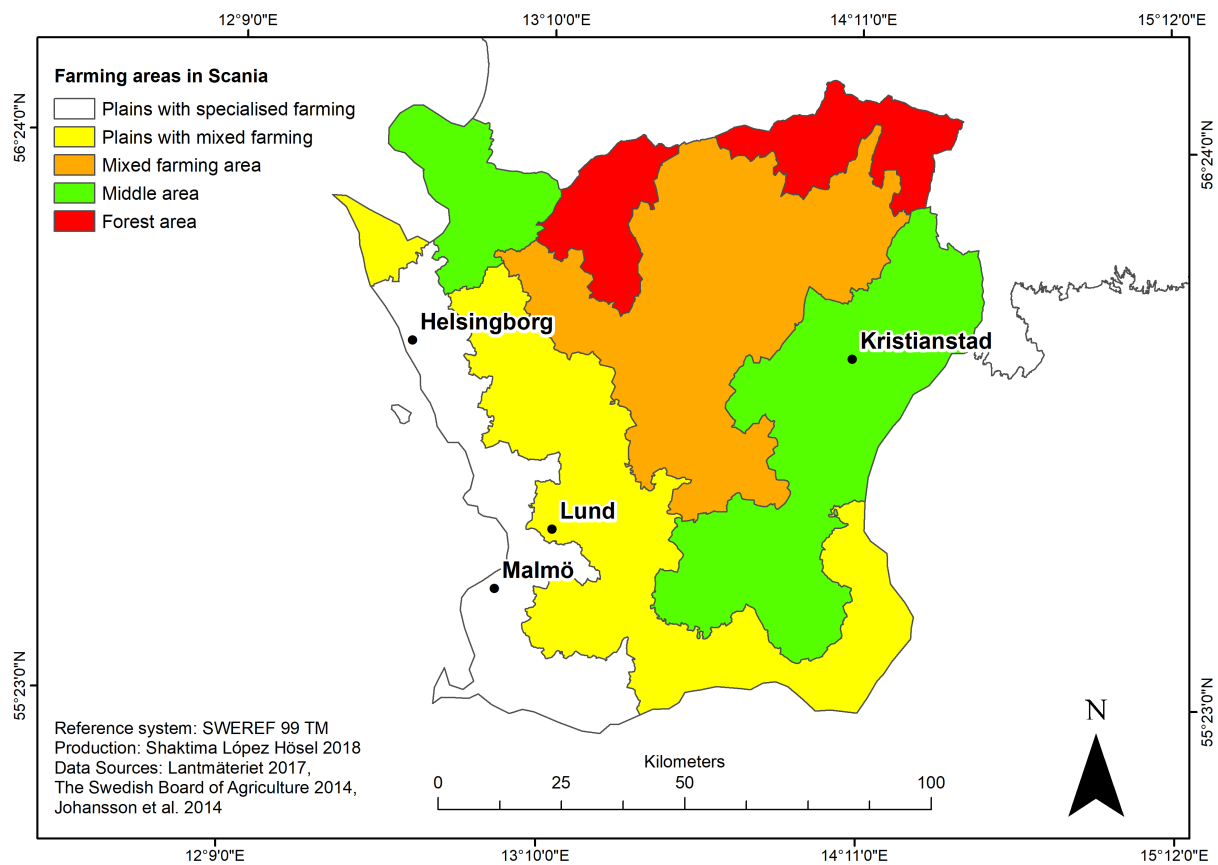 12°9'0"E
13°10'0"E
14°11'0"E
15°12'0"E
56°24'0"N
56°24'0"N
Farming areas in Scania
Plains with specialised farming
Plains with mixed farming
Mixed farming area
Middle area
Forest area
Helsingborg
Kristianstad
Lund
Malmö
55°23'0"N
55°23'0"N
N
Reference system: SWEREF 99 TM
Production: Shaktima López Hösel 2018
Data Sources: Lantmäteriet 2017,
The Swedish Board of Agriculture 2014,
Johansson et al. 2014
Kilometers
0 25 50 100
12°9'0"E
13°10'0"E
14°11'0"E
15°12'0"E